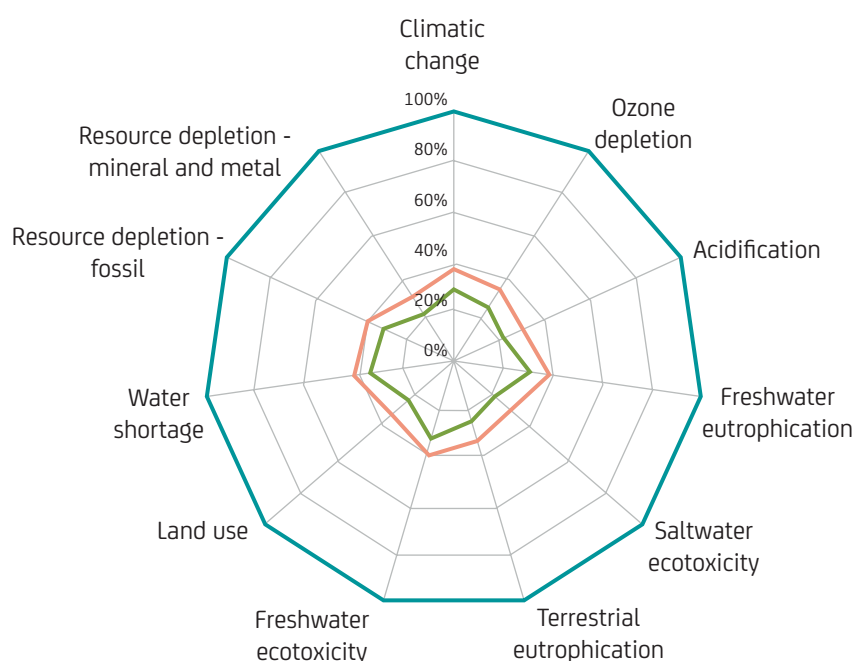 Climatic
change
Ozone
depletion
Acidification
Freshwater
eutrophication
Saltwater
ecotoxicity
Terrestrial
eutrophication
Freshwater
ecotoxicity
Land use
Water
shortage
Resource depletion -
fossil
Resource depletion -
mineral and metal
100%
80%
60%
40%
20%
0%